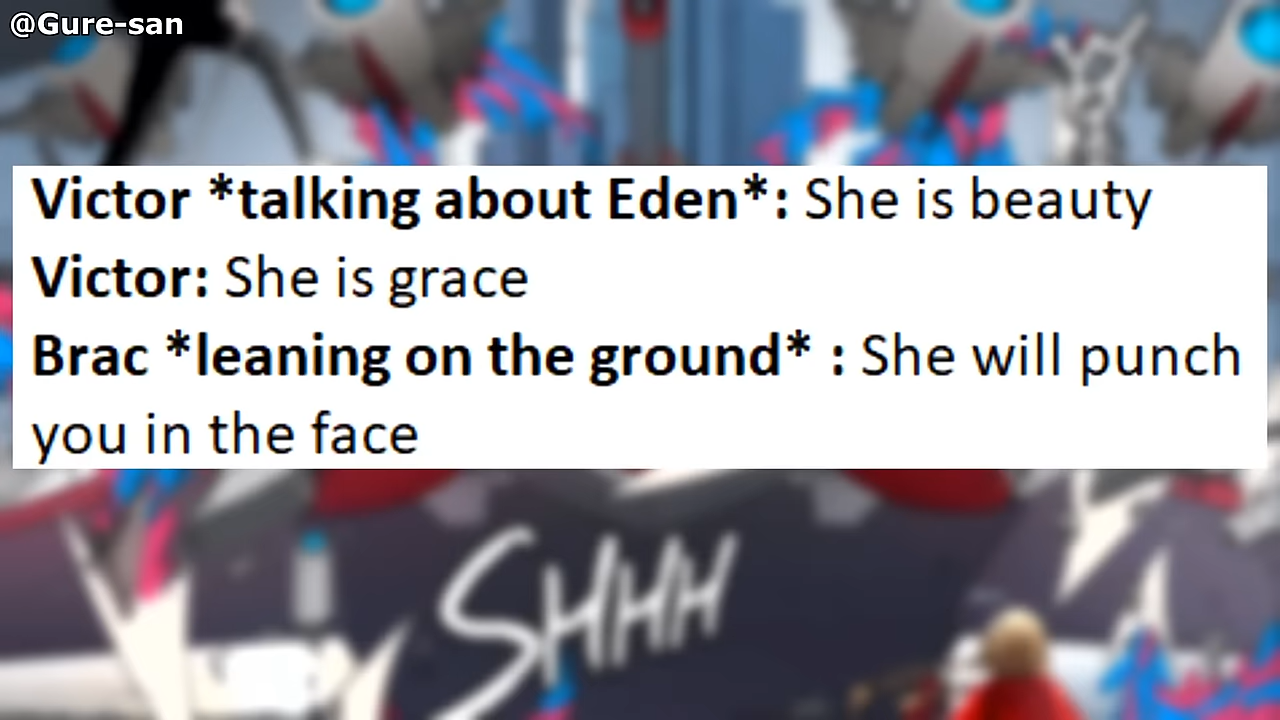 @Gure-san
Victor *talking about Eden*: She is beauty
Victor: She is grace
Brac *leaning on the ground* : She will punch
you in the face
SHHH